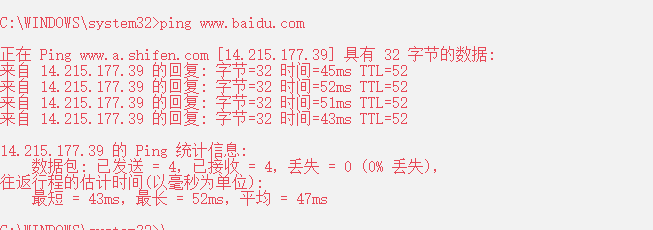 C:\WINDOWS\system32>ping www.baidu.com
正在 Ping www.a.shifen.com [14.215.177.39] 具有 32 字节的数据:
来自 14.215.177.39 的回复: 字节=32 时间=45ms TTL=52
来自 14.215.177.39 的回复: 字节=32 时间=52ms TTL=52
来自 14.215.177.39 的回复: 字节=32 时间=51ms TTL=52
来自 14.215.177.39 的回复: 字节=32 时间=43ms TTL=52
14.215.177.39 的 Ping 统计信息:
数据包: 已发送 = 4, 已接收 = 4, 丢失 = 0 (0% 丢失),
往返行程的估计时间(以毫秒为单位):
最短 = 43ms, 最长 = 52ms, 平均 = 47ms
C:\WINDOWS\system32>\